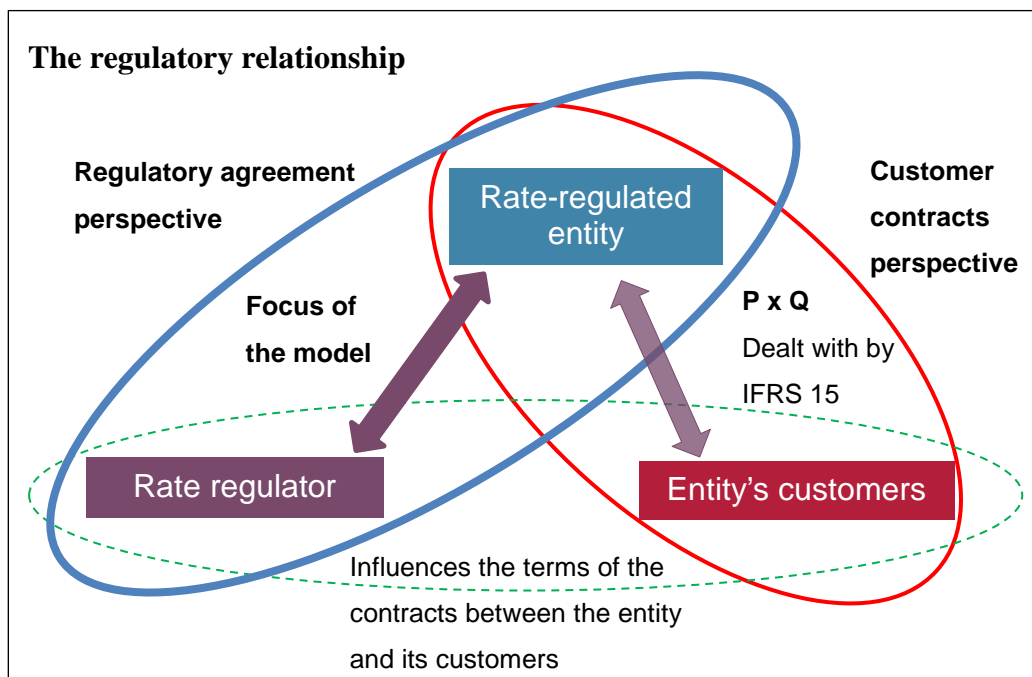 The regulatory relationship
Regulatory agreement
perspective
Rate-regulated
entity
Customer
contracts
perspective
Focus of
the model
P x Q
Dealt with by
IFRS 15
Rate regulator
Entity’s customers
Influences the terms of the
contracts between the entity
and its customers